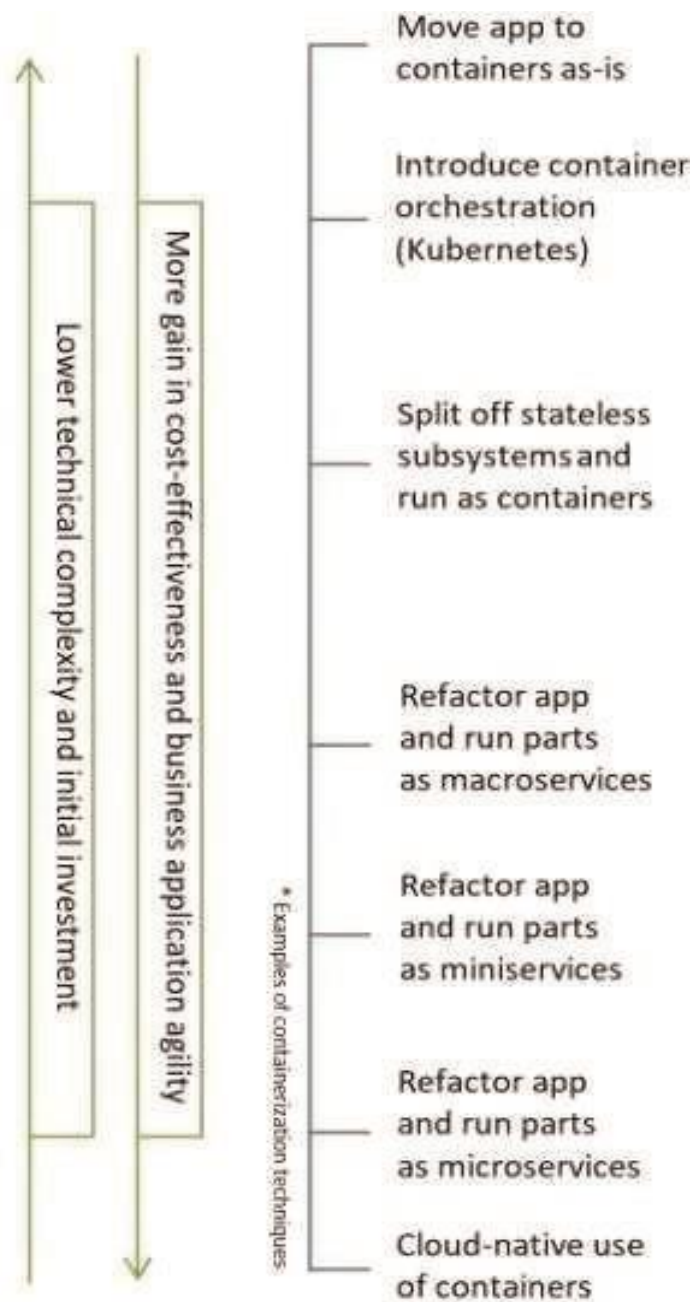 Move app to
containers as-is
Introduce container
orchestration
(Kubernetes)
Split off stateless
subsystems and
run as containers
Refactor app
and run parts
as macroservices
Refactor app
and run parts
as miniservices
Refactor app
and run parts
as microservices
Cloud-native use
of containers
Lower technical complexity and initial investment
More gain in cost-effectiveness and business application agility
* Examples of containerization techniques